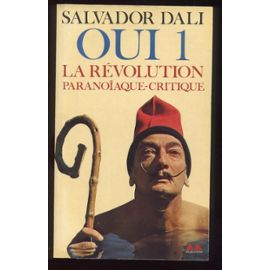 SALVADOR DALI
OUI 1
LA RÉVOLUTION
PARANOÏAQUE-CRITIQUE